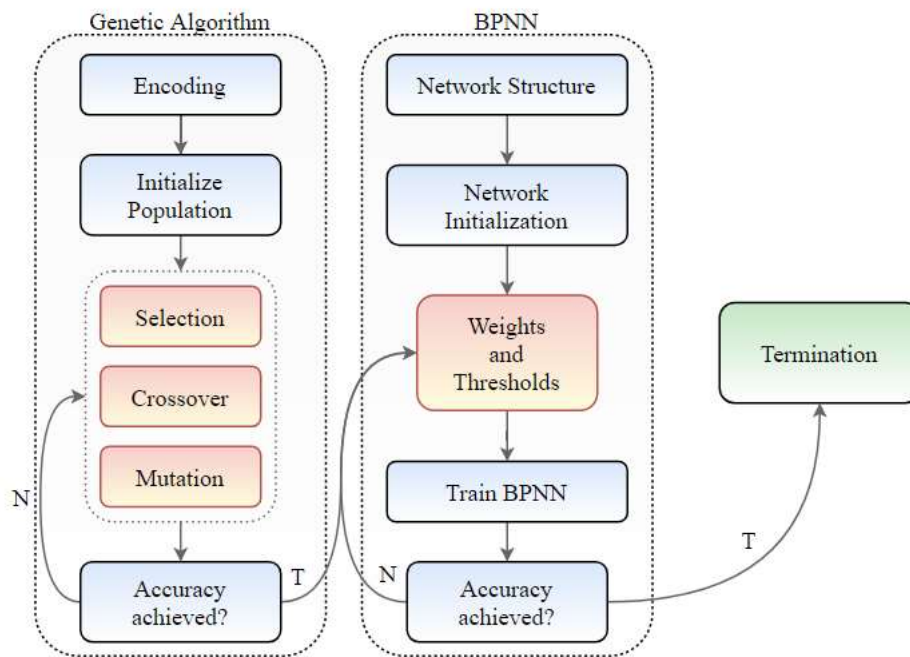 Genetic Algorithm
Encoding
Initialize
Population
Selection
Crossover
Mutation
N
Accuracy
achieved?
T
BPNN
Network Structure
Network
Initialization
Weights
and
Thresholds
Train BPNN
N
Accuracy
achieved?
T
Termination